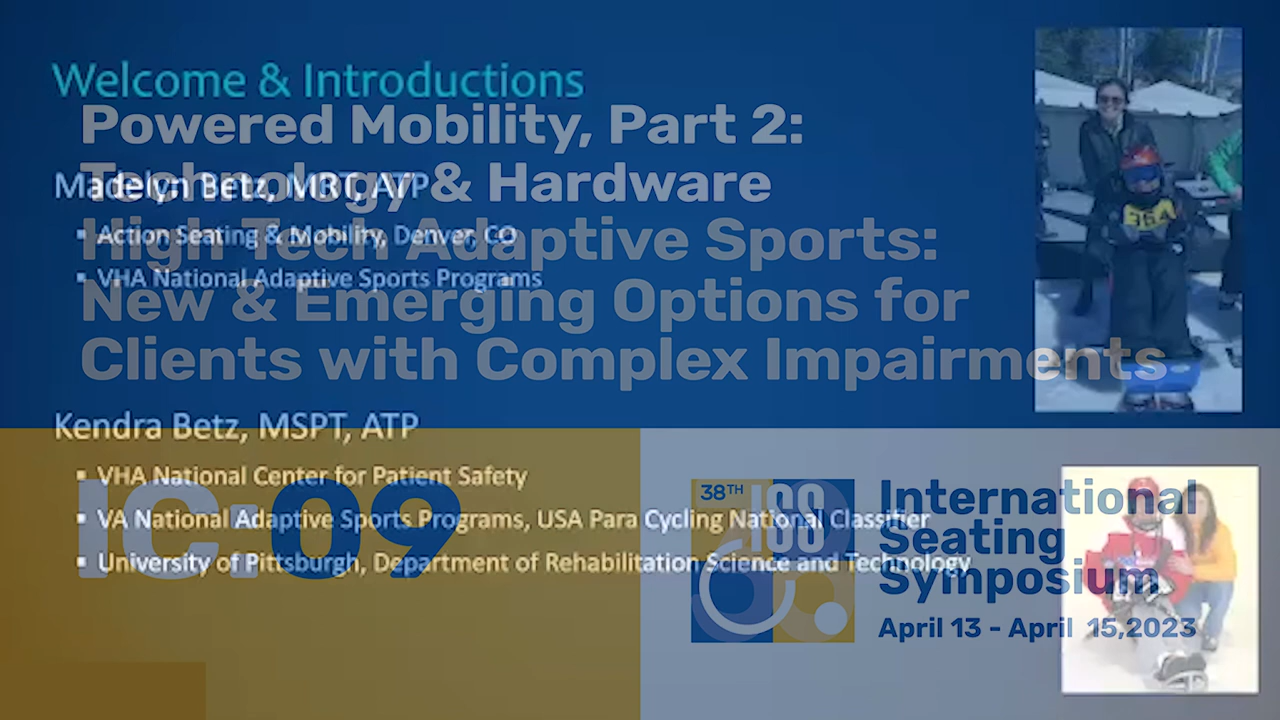 Welcome & Introductions
Madelyn Betz, ATP
Action Seating & Mobility, Denver, CO
VHA National Adaptive Sports Programs
Kendra Betz, MSPT, ATP
VHA National Center for Patient Safety
VA National Adaptive Sports Programs, USA Para Cycling National Classifier
University of Pittsburgh, Department of Rehabilitation Science and Technology
Powered Mobility, Part 2:
Technology & Hardware
High Tech Adaptive Sports:
New & Emerging Options for
Clients with Complex Impairments
IC:09
38TH
ISS
International
Seating
Symposium
April 13 - April 15,2023